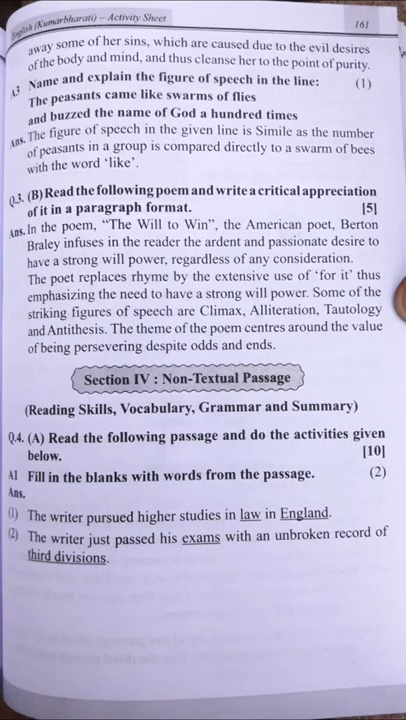 English (Kumarbharati) – Activity Sheet
161
away some of her sins, which are caused due to the evil desires
of the body and mind, and thus cleanse her to the point of purity.
A3 Name and explain the figure of speech in the line: (1)
The peasants came like swarms of flies
and buzzed the name of God a hundred times
Ans. The figure of speech in the given line is Simile as the number
of peasants in a group is compared directly to a swarm of bees
with the word ‘like’.
Q.3. (B) Read the following poem and write a critical appreciation
of it in a paragraph format. [5]
Ans. In the poem, “The Will to Win”, the American poet, Berton
Braley infuses in the reader the ardent and passionate desire to
have a strong will power, regardless of any consideration.
The poet replaces rhyme by the extensive use of ‘for it’ thus
emphasizing the need to have a strong will power. Some of the
striking figures of speech are Climax, Alliteration, Tautology
and Antithesis. The theme of the poem centres around the value
of being persevering despite odds and ends.
Section IV : Non-Textual Passage
(Reading Skills, Vocabulary, Grammar and Summary)
Q.4. (A) Read the following passage and do the activities given
below. [10]
A1 Fill in the blanks with words from the passage. (2)
Ans.
(1) The writer pursued higher studies in law in England.
(2) The writer just passed his exams with an unbroken record of
third divisions.